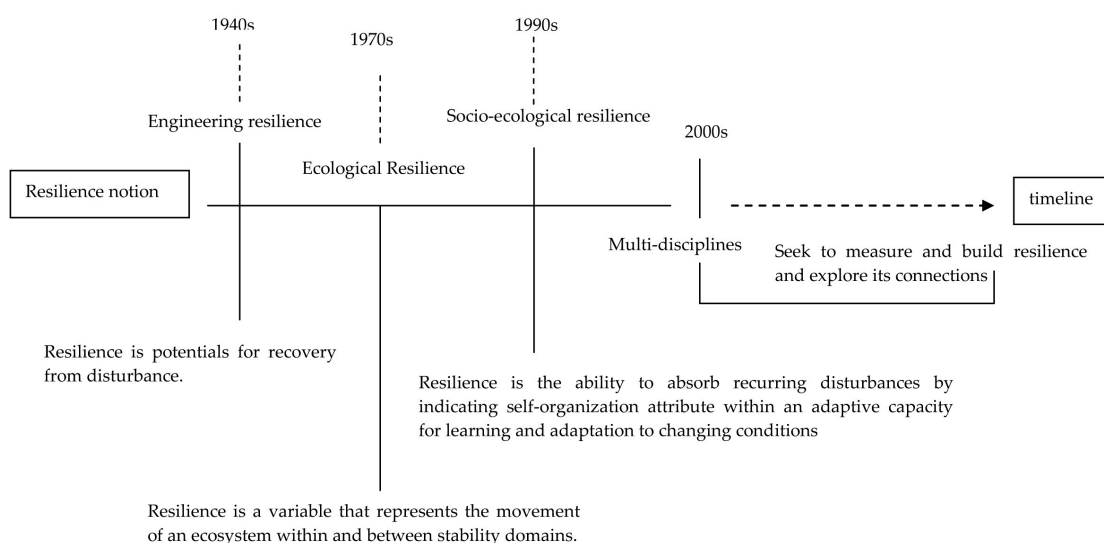 1940s
1970s
1990s
Engineering resilience
Socio-ecological resilience
2000s
Ecological Resilience
Resilience notion
timeline
Multi-disciplines
Seek to measure and build resilience
and explore its connections
Resilience is potentials for recovery
from disturbance.
Resilience is the ability to absorb recurring disturbances by
indicating self-organization attribute within an adaptive capacity
for learning and adaptation to changing conditions
Resilience is a variable that represents the movement
of an ecosystem within and between stability domains.